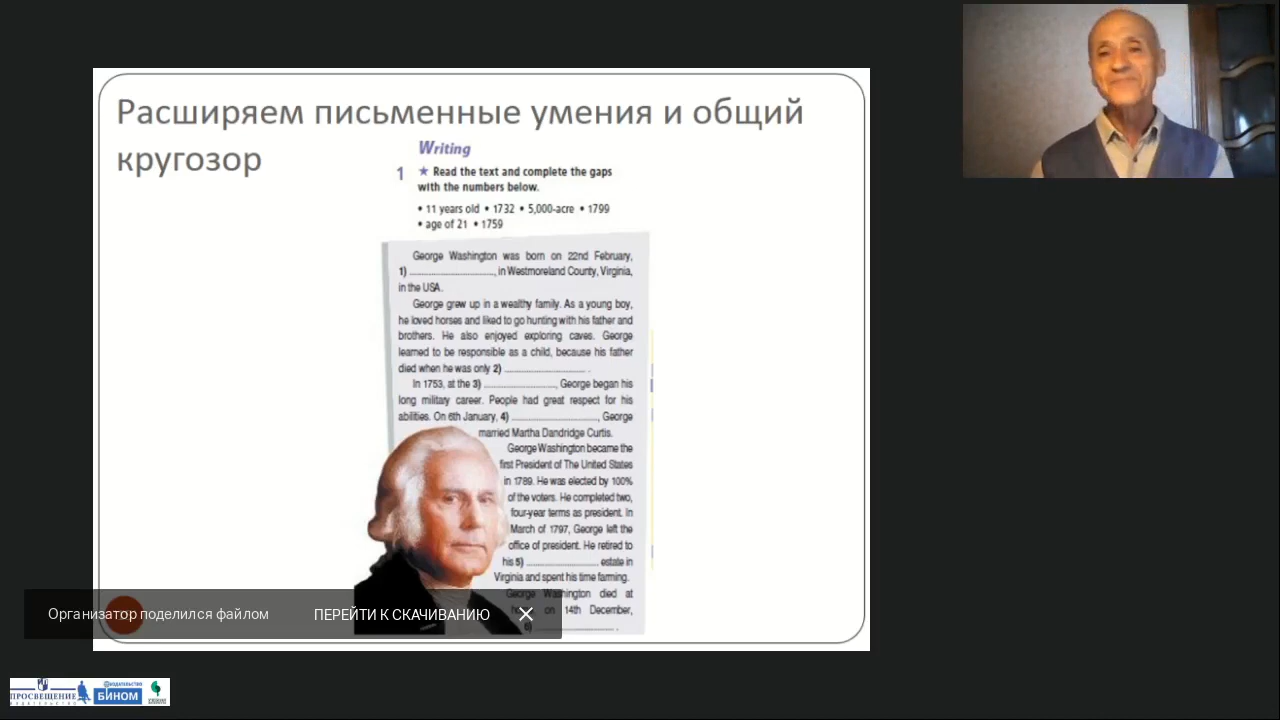 Расширяем письменные умения и общий
кругозор
Writing
1 ★ Read the text and complete the gaps
with the numbers below.
• 11 years old • 1732 • 5,000-acre • 1799
• age of 21 • 1759
George Washington was born on 22nd February,
1) ..............................., in Westmoreland County, Virginia,
in the USA.
George grew up in a wealthy family. As a young boy,
he loved horses and liked to go hunting with his father and
brothers. He also enjoyed exploring caves. George
learned to be responsible as a child, because his father
died when he was only 2) ............................. .
In 1753, at the 3) .........................., George began his
long military career. People had great respect for his
abilities. On 6th January, 4) ..............................., George
married Martha Dandridge Curtis.
George Washington became the
first President of The United States
in 1789. He was elected by 100%
of the voters. He completed two,
four-year terms as president. In
March of 1797, George left the
office of president. He retired to
his 5) .......................... estate in
Virginia and spent his time farming.
George Washington died at
home on 14th December,
6) ............................ .
Организатор поделился файлом ПЕРЕЙТИ К СКАЧИВАНИЮ
ПРОСВЕЩЕНИЕ
ИЗДАТЕЛЬСТВО
ИЗДАТЕЛЬСТВО
БИНОМ